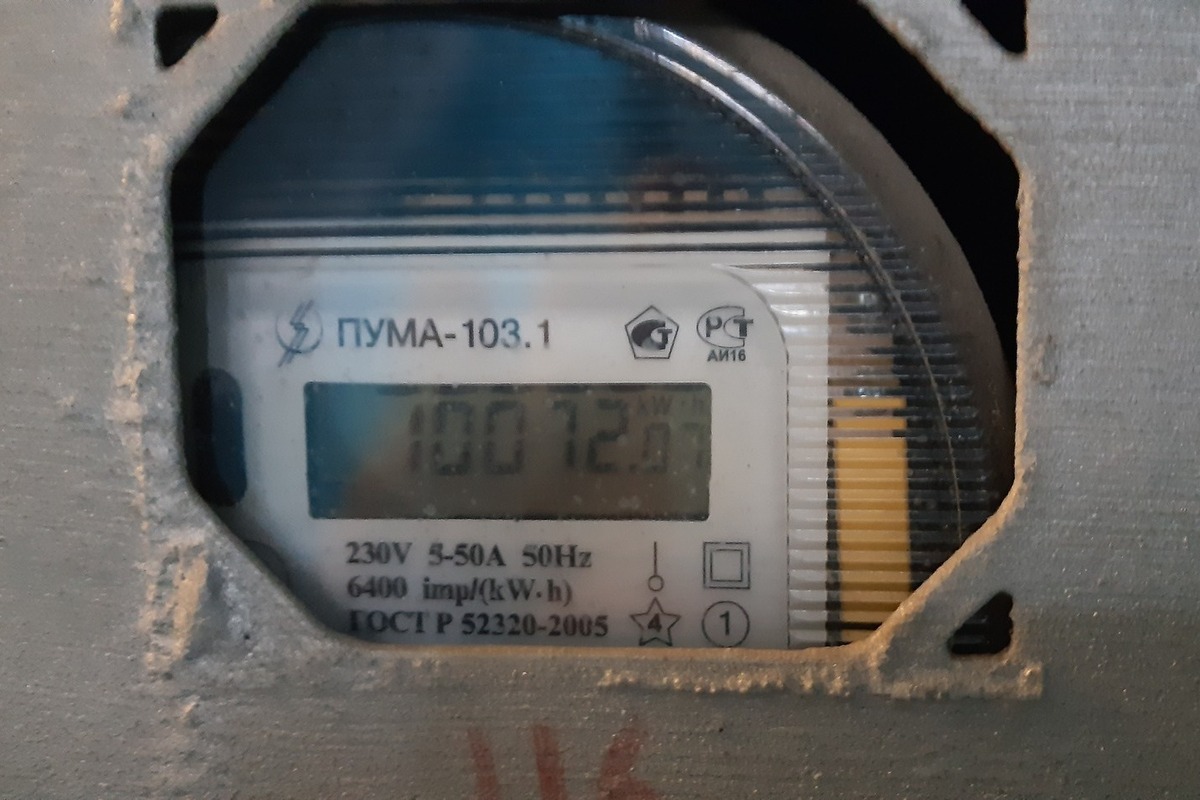 ПУМА-103.1
РСТ
АИ16
kW·h
10072.07
230V 5-50A 50Hz
6400 imp/(kW·h)
ГОСТ Р 52320-2005
4
1
116